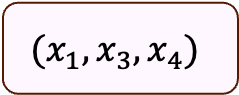 (x₁, x₃, x₄)